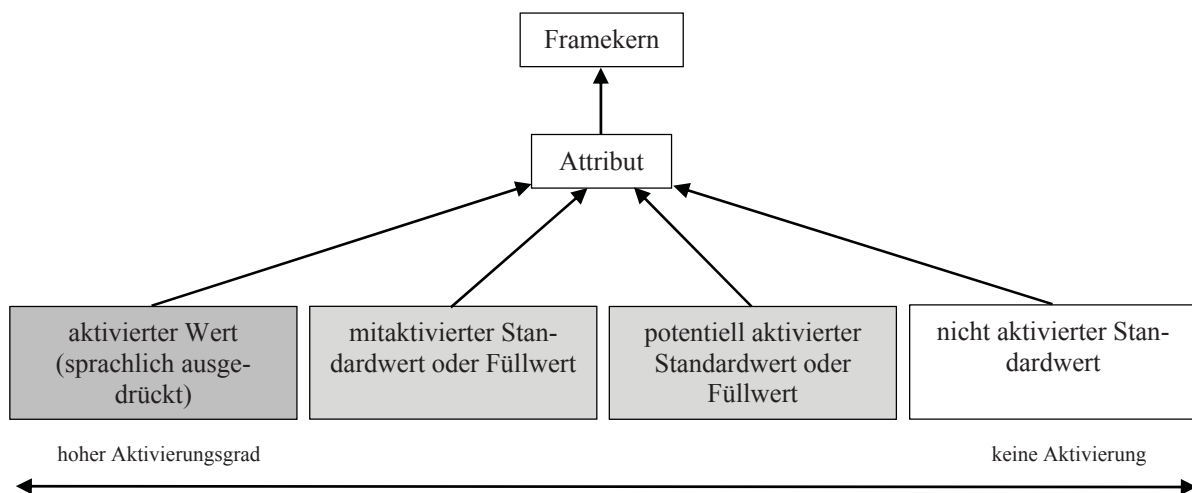 Framekern
Attribut
aktivierter Wert
(sprachlich ausge-
drückt)
mitaktivierter Stan-
dardwert oder Füllwert
potentiell aktivierter
Standardwert oder
Füllwert
nicht aktivierter Stan-
dardwert
hoher Aktivierungsgrad
keine Aktivierung